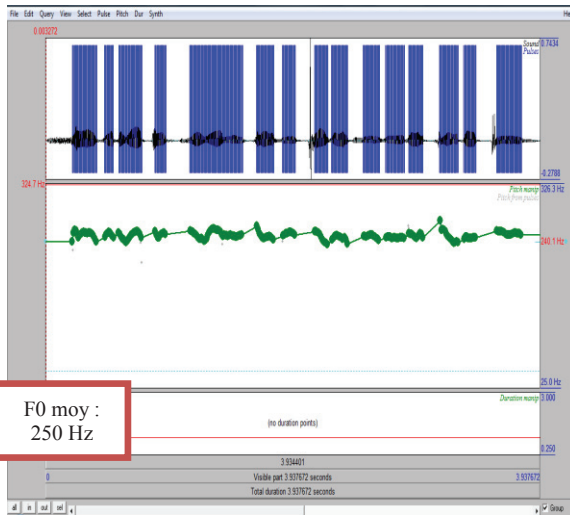 File Edit Query View Select Pulse Pitch Dur Synth He
0.003272
Sound 0.7434
Pulses
-0.2788
324.7 Hz
Pitch manip 326.3 Hz
Pitch from pulses
240.1 Hz
25.0 Hz
Duration manip 3.000
(no duration points)
0.250
F0 moy :
250 Hz
3.934401
0 Visible part 3.937672 seconds 3.937672
Total duration 3.937672 seconds
all in out sel Group